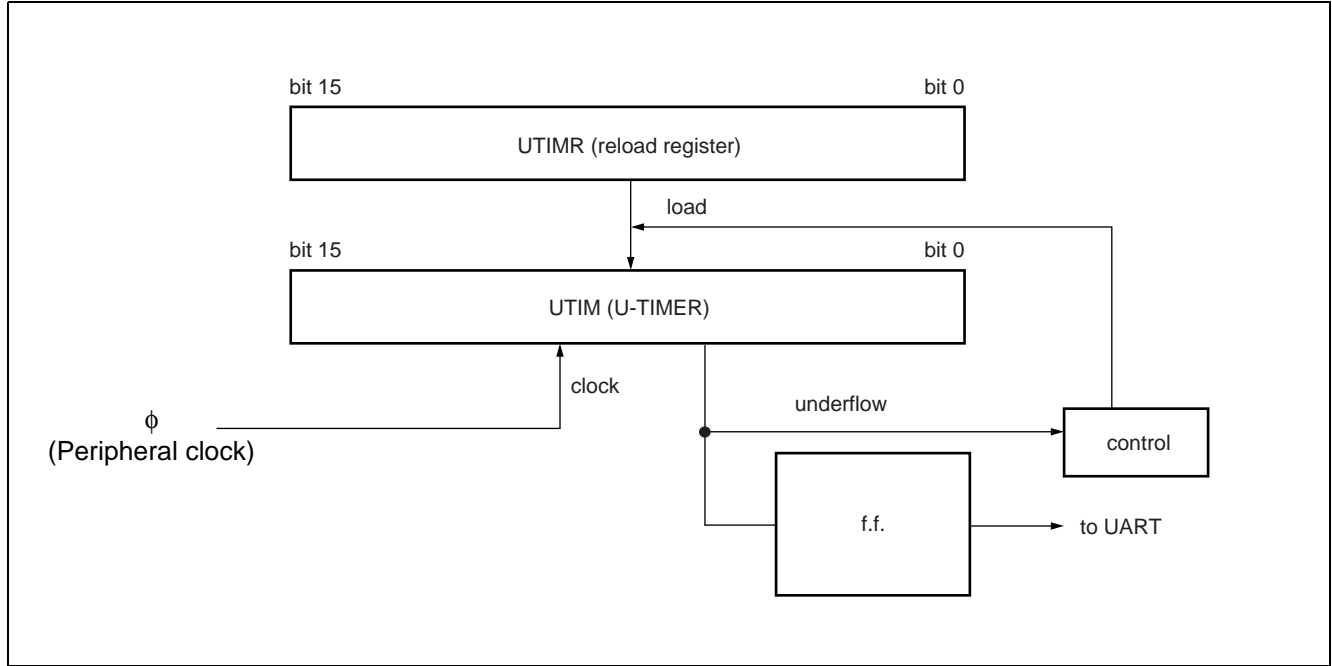 bit 15
bit 0
UTIMR (reload register)
load
bit 15
bit 0
UTIM (U-TIMER)
clock
underflow
ϕ
(Peripheral clock)
control
f.f.
to UART